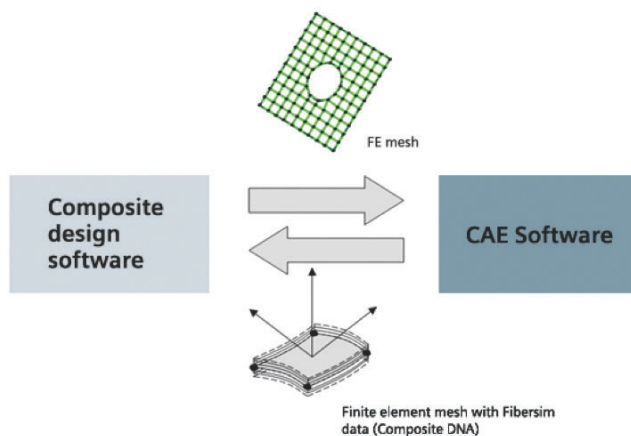 FE mesh
Composite
design
software
CAE Software
Finite element mesh with Fibersim
data (Composite DNA)